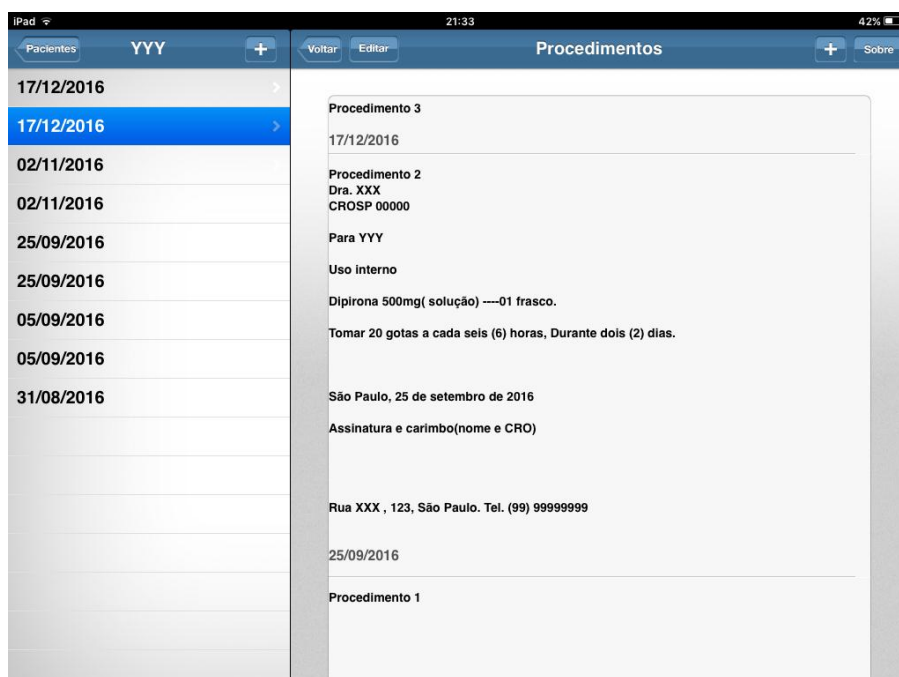 iPad 21:33 42%
Pacientes YYY +
Voltar Editar Procedimentos + Sobre
17/12/2016
17/12/2016
02/11/2016
02/11/2016
25/09/2016
25/09/2016
05/09/2016
05/09/2016
31/08/2016
Procedimento 3
17/12/2016
Procedimento 2
Dra. XXX
CROSP 00000
Para YYY
Uso interno
Dipirona 500mg( solução) ----01 frasco.
Tomar 20 gotas a cada seis (6) horas, Durante dois (2) dias.
São Paulo, 25 de setembro de 2016
Assinatura e carimbo(nome e CRO)
Rua XXX , 123, São Paulo. Tel. (99) 99999999
25/09/2016
Procedimento 1